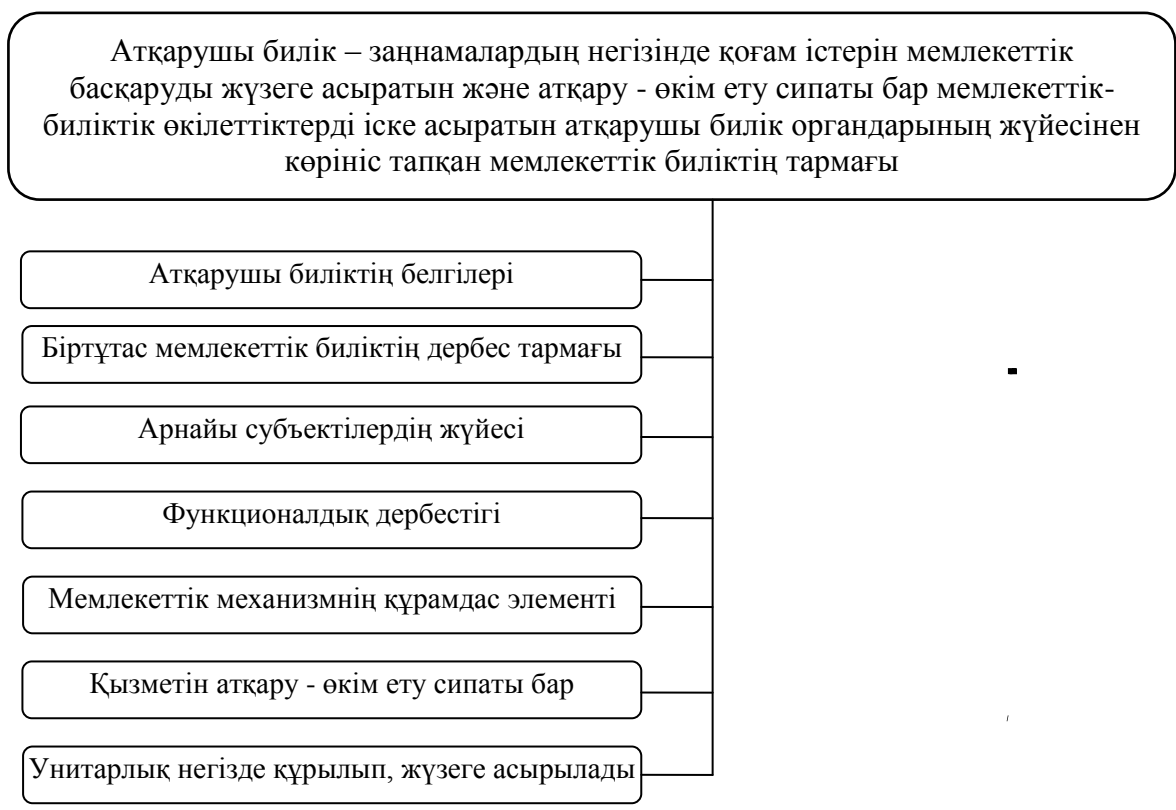 Атқарушы билік – заңнамалардың негізінде қоғам істерін мемлекеттік
басқаруды жүзеге асыратын және атқару - өкім ету сипаты бар мемлекеттік-
биліктік өкілеттіктерді іске асыратын атқарушы билік органдарының жүйесінен
көрініс тапқан мемлекеттік биліктің тармағы
Атқарушы биліктің белгілері
Біртұтас мемлекеттік биліктің дербес тармағы
Арнайы субъектілердің жүйесі
Функционалдық дербестігі
Мемлекеттік механизмнің құрамдас элементі
Қызметін атқару - өкім ету сипаты бар
Унитарлық негізде құрылып, жүзеге асырылады